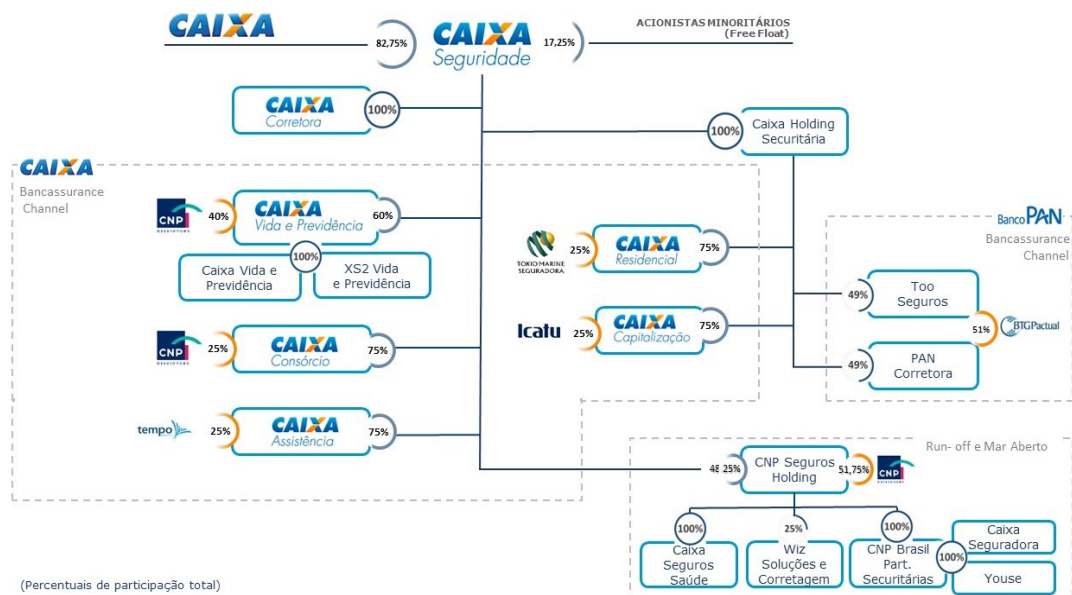 CAIXA
82,75%
CAIXA
Seguridade
17,25%
ACIONISTAS MINORITÁRIOS
(Free Float)
CAIXA
Corretora
100%
100%
Caixa Holding
Securitária
CAIXA
Bancassurance
Channel
CNP
40%
CAIXA
Vida e Previdência
60%
100%
Caixa Vida e
Previdência
XS2 Vida
e Previdência
TOKIO MARINE
SEGURADORA
25%
CAIXA
Residencial
75%
Banco PAN
Bancassurance
Channel
Icatu
25%
CAIXA
Capitalização
75%
49%
Too
Seguros
51%
BTGPactual
49%
PAN
Corretora
CNP
25%
CAIXA
Consórcio
75%
tempo
25%
CAIXA
Assistência
75%
Run- off e Mar Aberto
48 25%
CNP Seguros
Holding
51,75%
CNP
100%
Caixa
Seguros
Saúde
25%
Wiz
Soluções e
Corretagem
100%
CNP Brasil
Part.
Securitárias
100%
Caixa
Seguradora
Youse
(Percentuais de participação total)